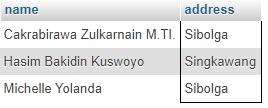 name address
Cakrabirawa Zulkarnain M.TI. Sibolga
Hasim Bakidin Kuswoyo Singkawang
Michelle Yolanda Sibolga